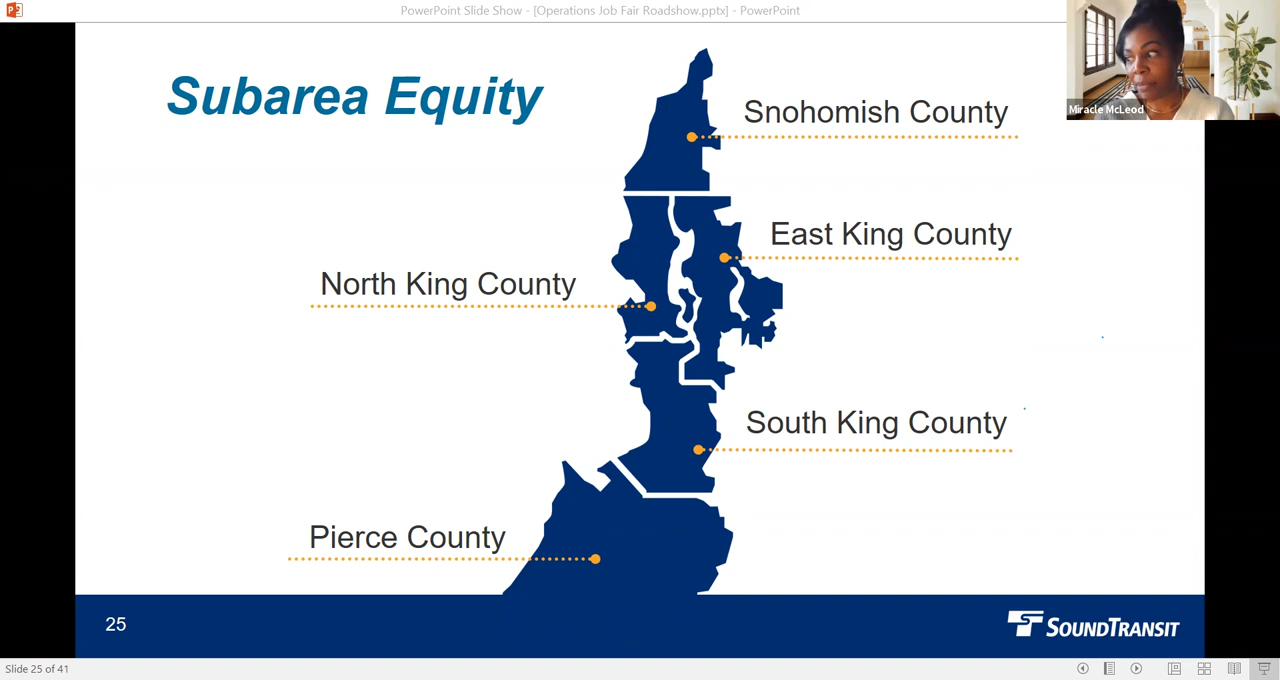 PowerPoint Slide Show - [Operations Job Fair Roadshow.pptx] - PowerPoint
Miracle McLeod
Subarea Equity
Snohomish County
East King County
North King County
South King County
Pierce County
25
SOUNDTRANSIT
Slide 25 of 41